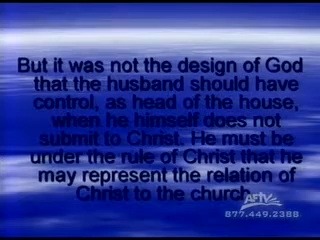 But it was not the design of God
that the husband should have
control, as head of the house,
when he himself does not
submit to Christ. He must be
under the rule of Christ that he
may represent the relation of
Christ to the church.
AFTV
877.449.2388